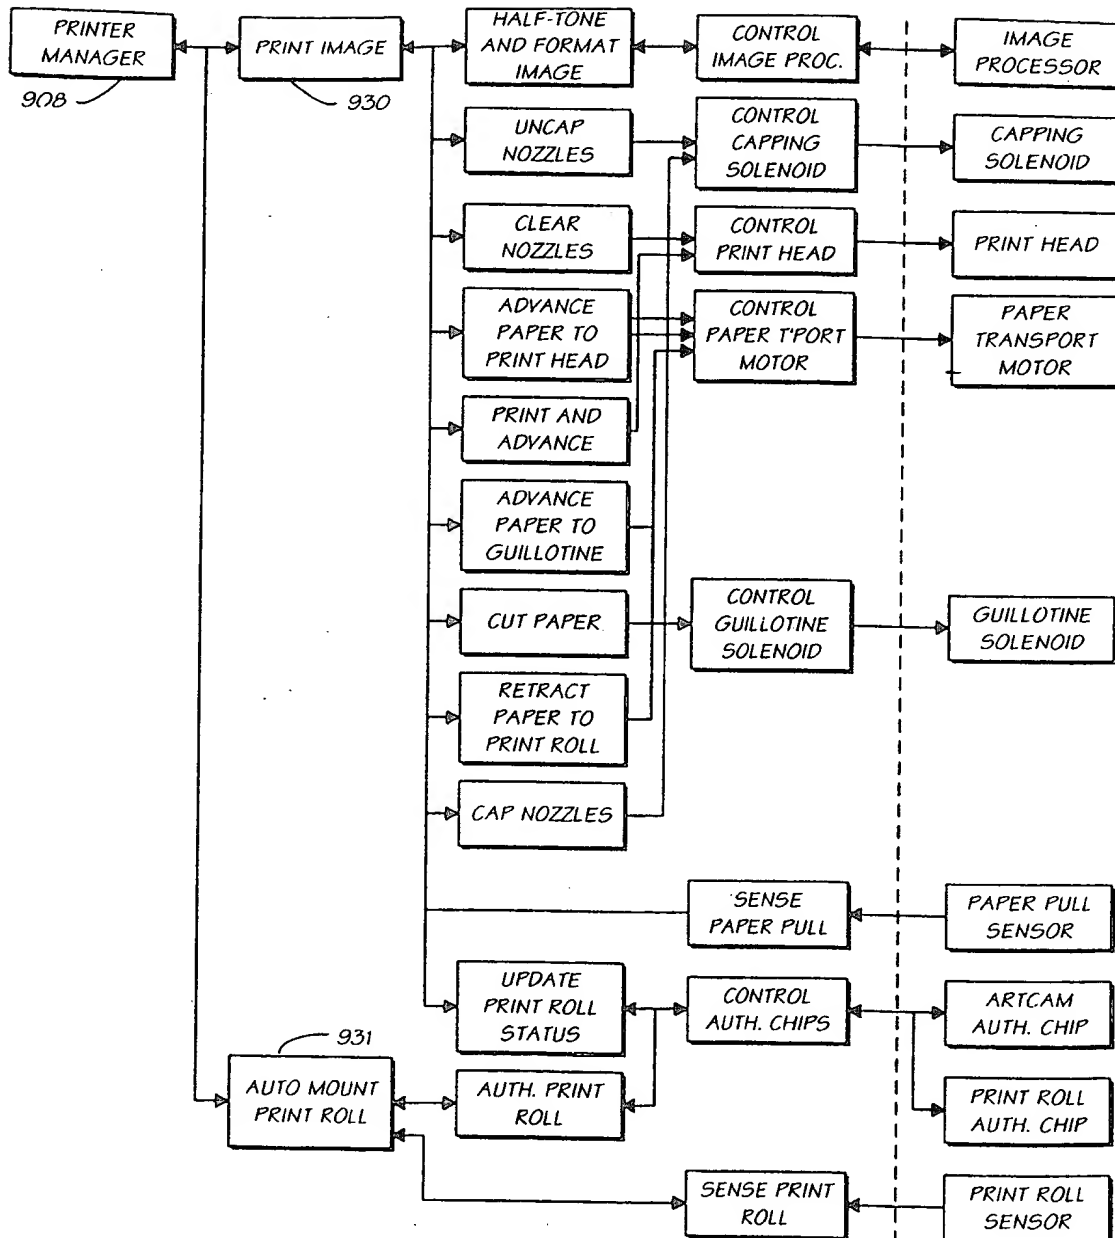 PRINTER
MANAGER
908
PRINT IMAGE
930
HALF-TONE
AND FORMAT
IMAGE
CONTROL
IMAGE PROC.
IMAGE
PROCESSOR
UNCAP
NOZZLES
CONTROL
CAPPING
SOLENOID
CAPPING
SOLENOID
CLEAR
NOZZLES
CONTROL
PRINT HEAD
PRINT HEAD
ADVANCE
PAPER TO
PRINT HEAD
CONTROL
PAPER T'PORT
MOTOR
PAPER
TRANSPORT
MOTOR
PRINT AND
ADVANCE
ADVANCE
PAPER TO
GUILLOTINE
CUT PAPER
CONTROL
GUILLOTINE
SOLENOID
GUILLOTINE
SOLENOID
RETRACT
PAPER TO
PRINT ROLL
CAP NOZZLES
SENSE
PAPER PULL
PAPER PULL
SENSOR
UPDATE
PRINT ROLL
STATUS
CONTROL
AUTH. CHIPS
ARTCAM
AUTH. CHIP
931
AUTO MOUNT
PRINT ROLL
AUTH. PRINT
ROLL
PRINT ROLL
AUTH. CHIP
SENSE PRINT
ROLL
PRINT ROLL
SENSOR